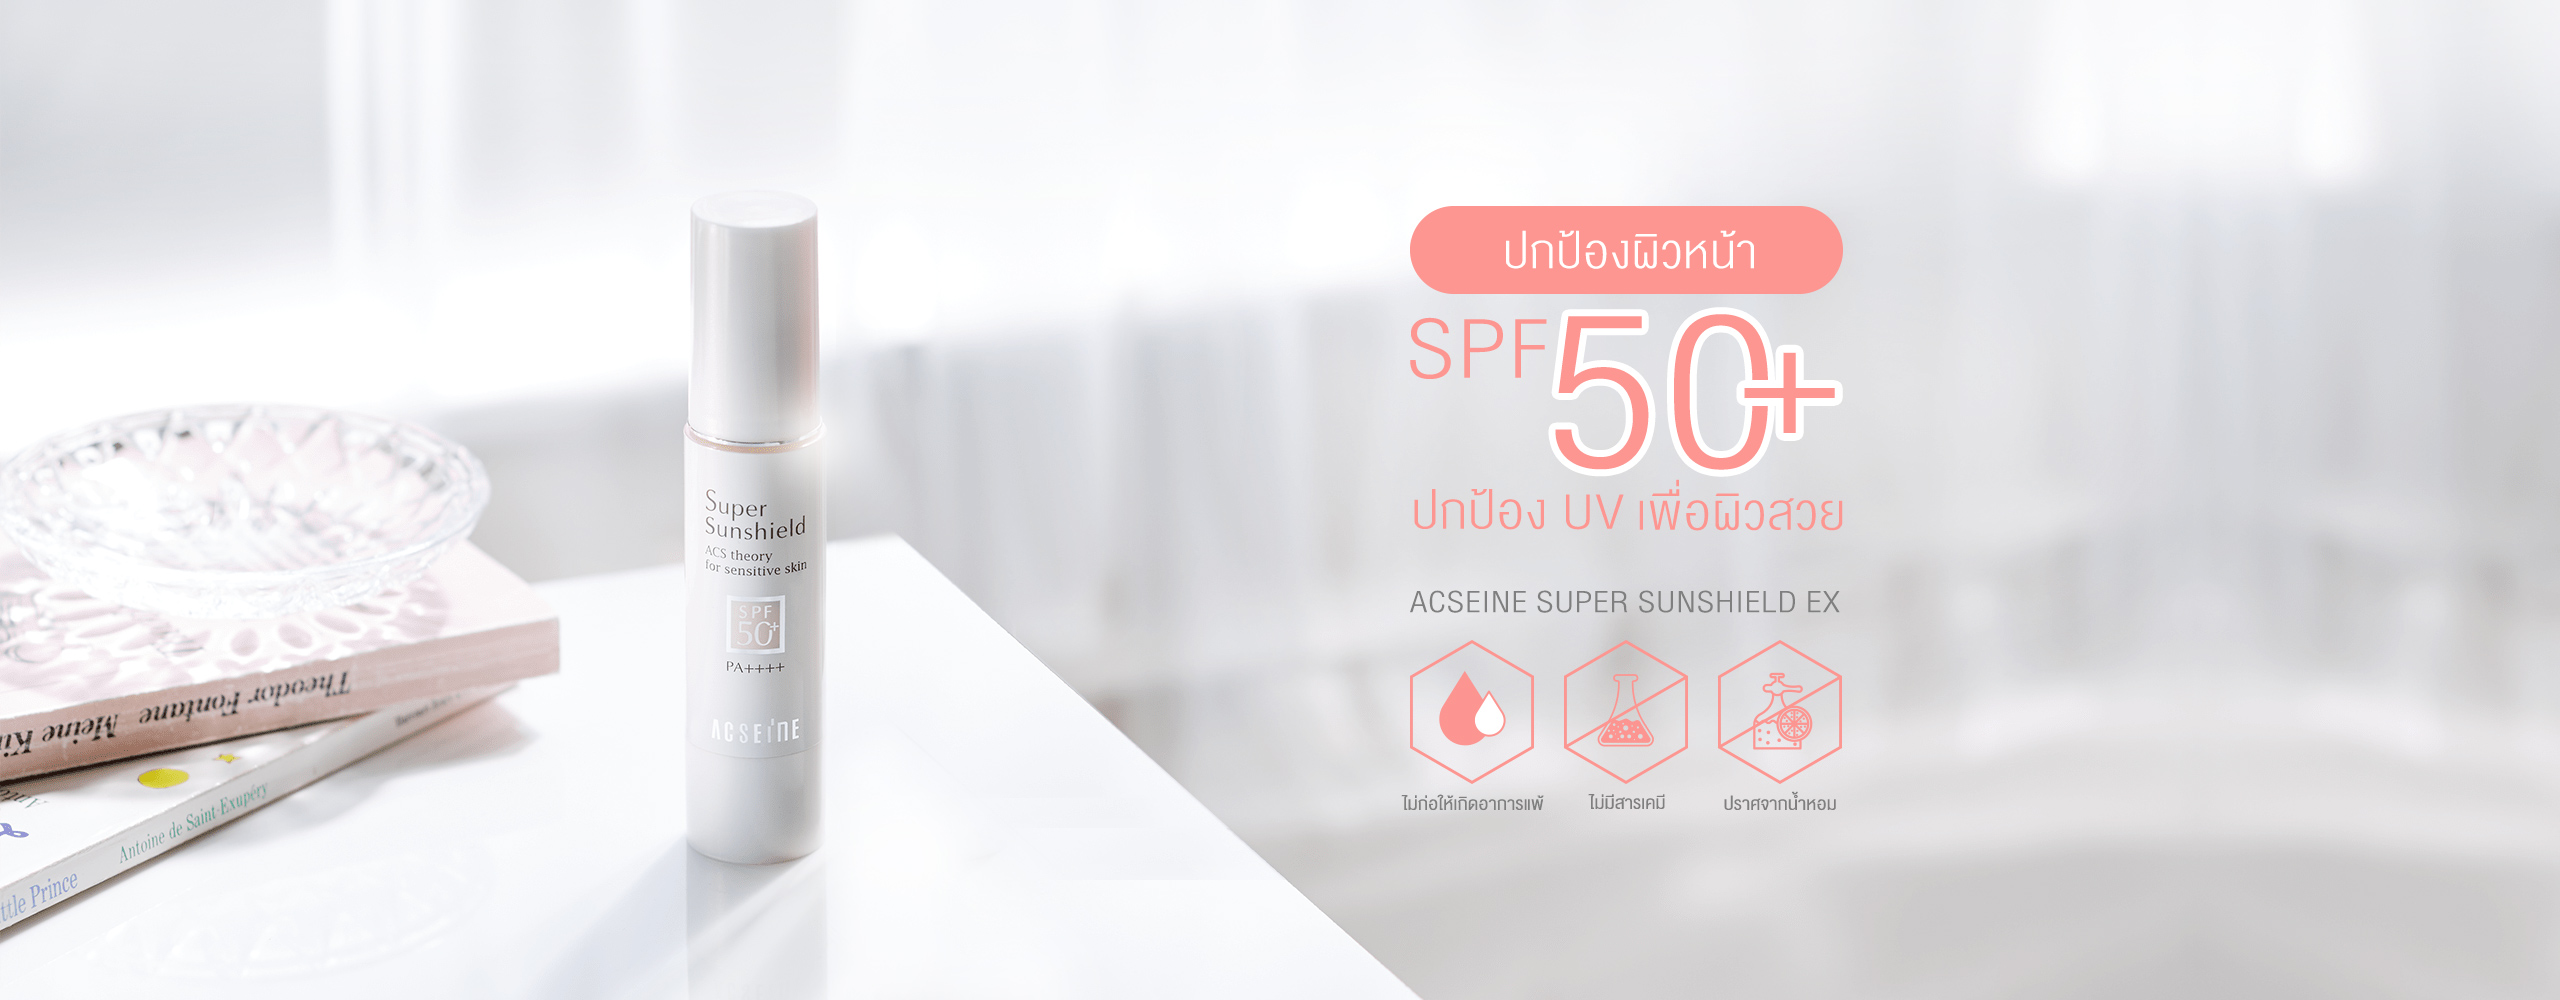 ปกป้องผิวหน้า
SPF 50+
ปกป้อง UV เพื่อผิวสวย
ACSEINE SUPER SUNSHIELD EX
ไม่ก่อให้เกิดอาการแพ้
ไม่มีสารเคมี
ปราศจากน้ำหอม
Super
Sunshield
ACS theory
for sensitive skin
SPF
50+
PA++++
ACSEINE
Theodor Fontane Meine
Antoine de Saint-Exupéry
ttle Prince